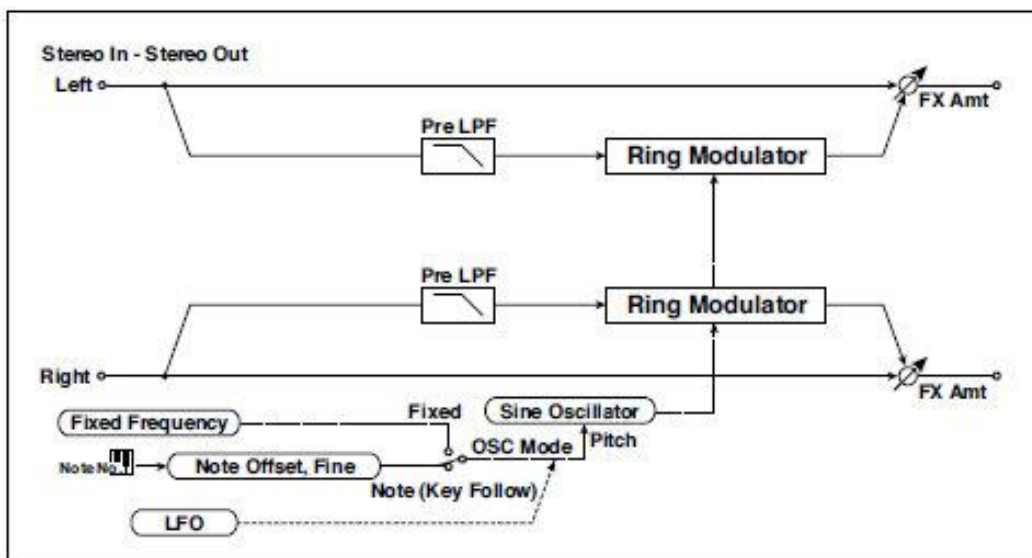 Stereo In - Stereo Out
Left
FX Amt
Pre LPF
Ring Modulator
Pre LPF
Ring Modulator
Right
FX Amt
Fixed Frequency
Fixed
Sine Oscillator
OSC Mode
Pitch
Note No.
Note Offset, Fine
Note (Key Follow)
LFO